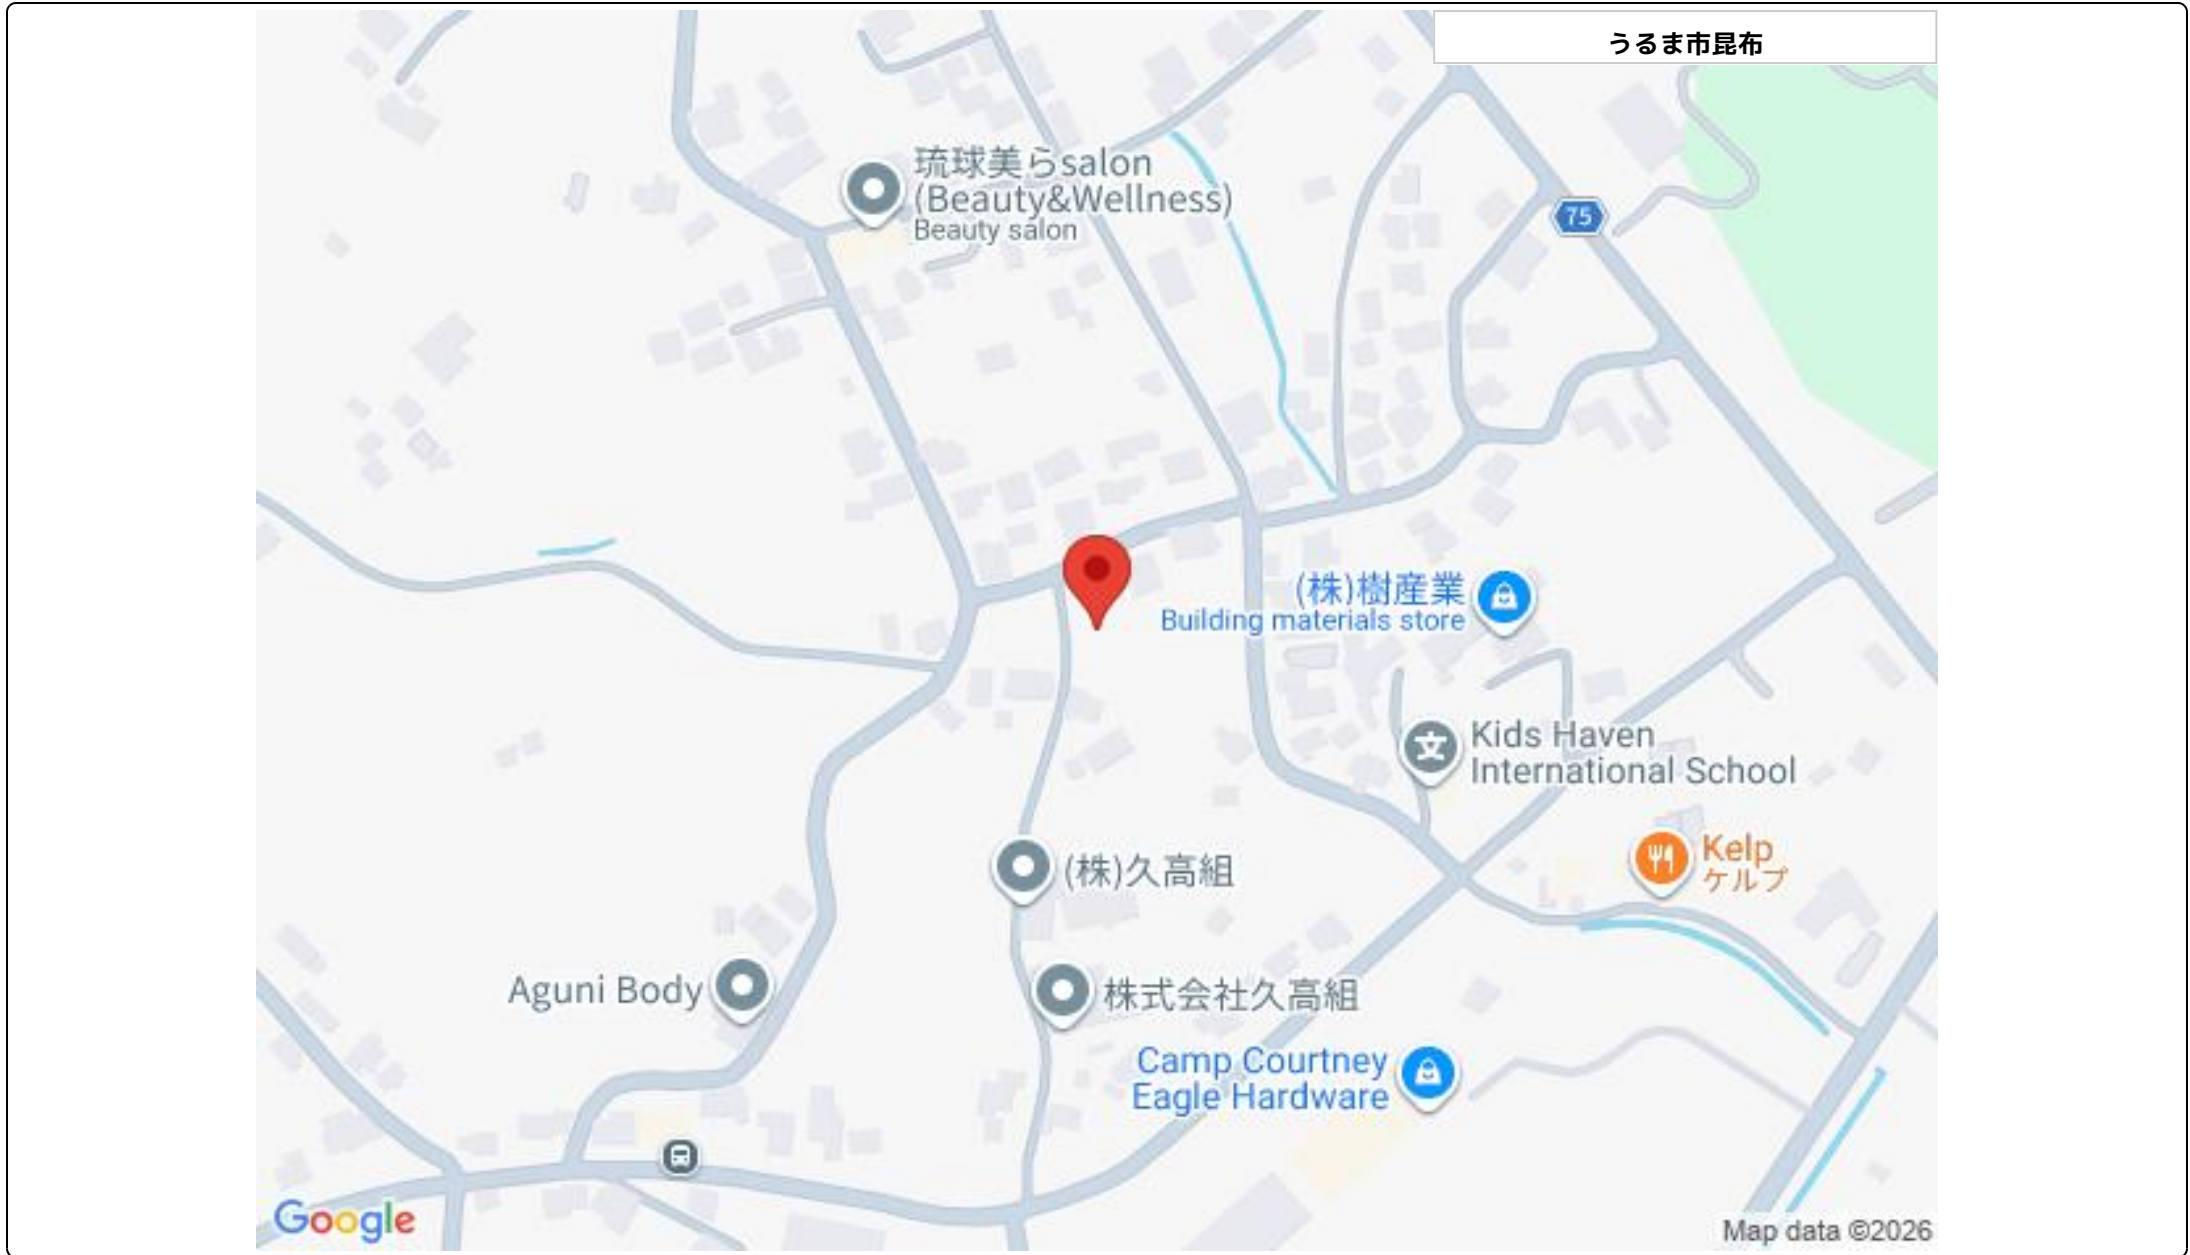 うるま市昆布
琉球美らsalon
(Beauty&Wellness)
Beauty salon
75
(株)樹産業
Building materials store
文
Kids Haven
International School
Kelp
ケルプ
(株)久高組
Aguni Body
株式会社久高組
Camp Courtney
Eagle Hardware
Google
Map data ©2026